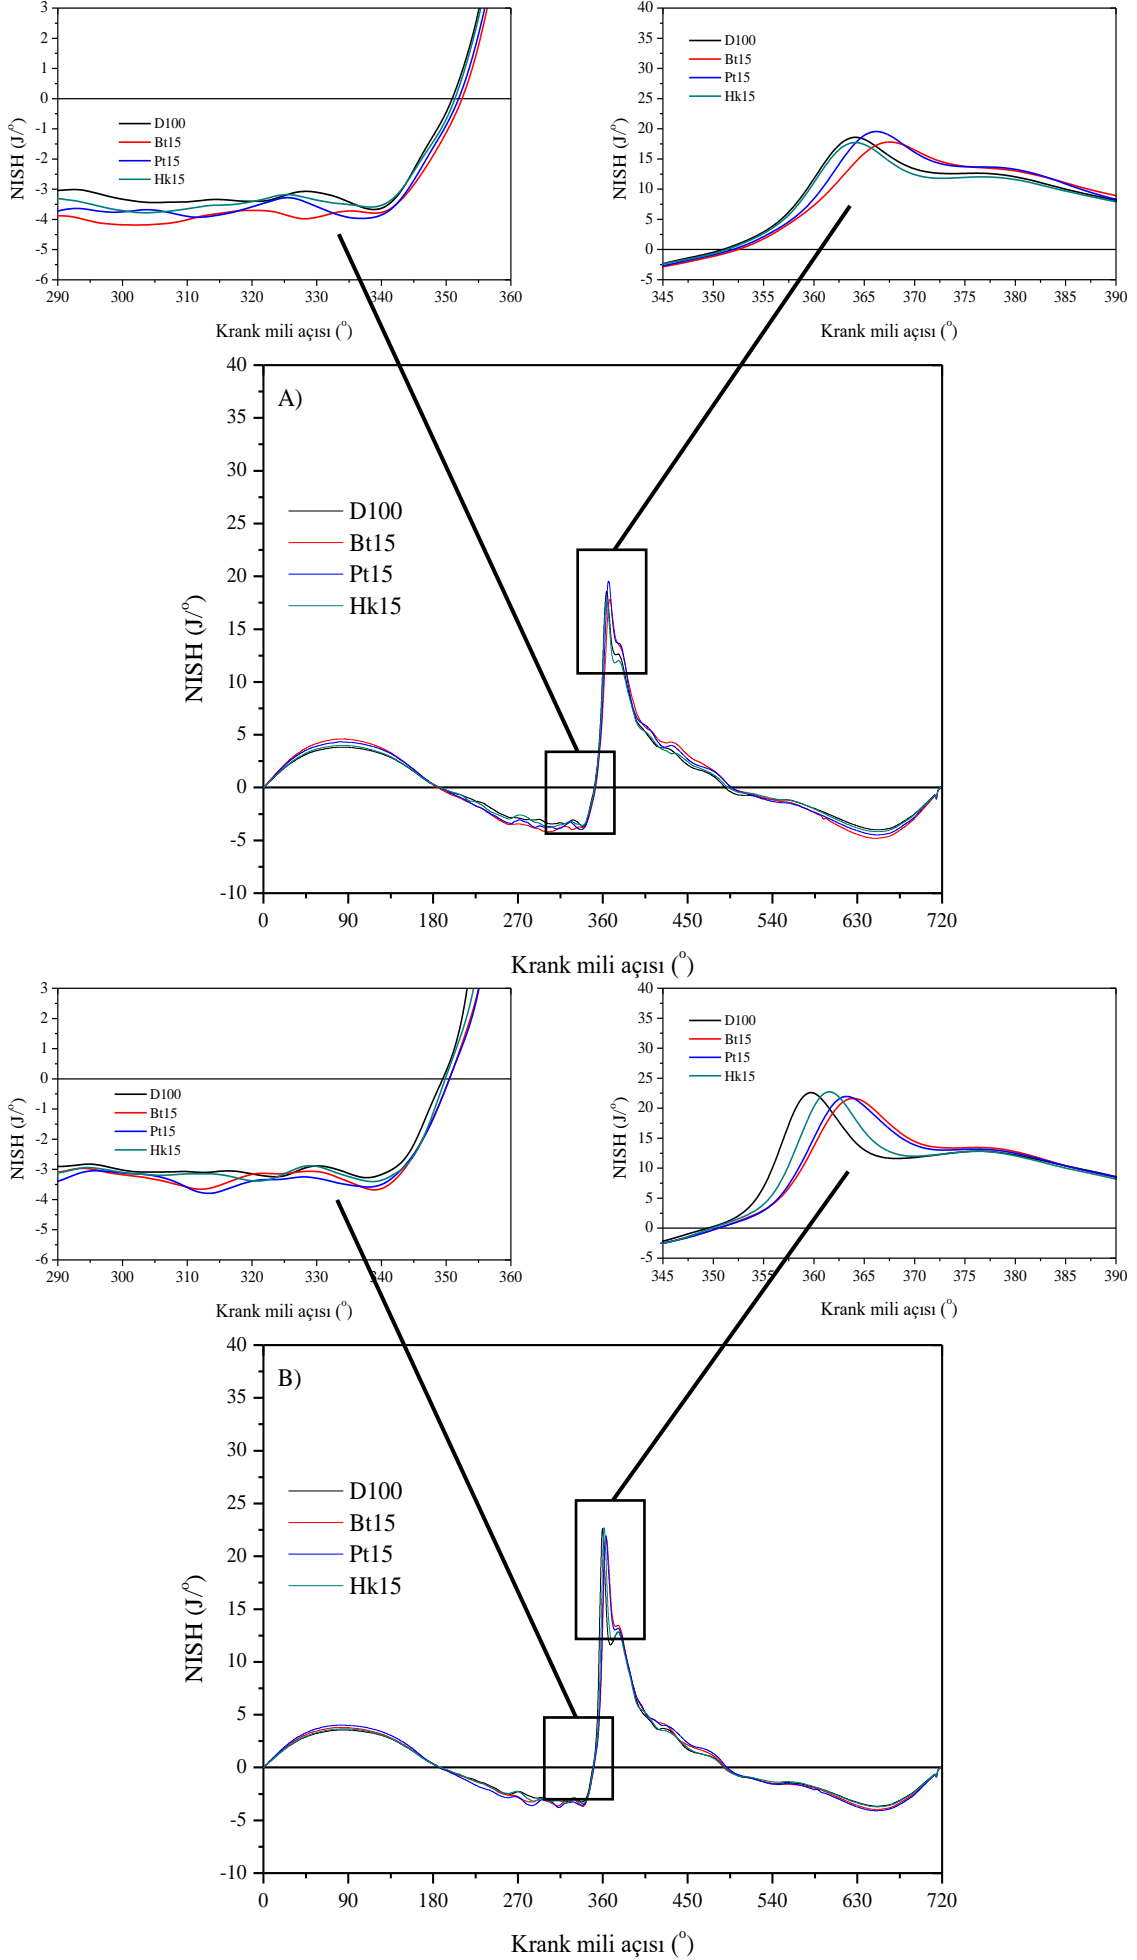 3
2
1
0
-1
-2
-3
-4
-5
-6
NISH (J/°)
D100
Bt15
Pt15
Hk15
290 300 310 320 330 340 350 360
Krank mili açısı (°)
40
35
30
25
20
15
10
5
0
-5
NISH (J/°)
D100
Bt15
Pt15
Hk15
345 350 355 360 365 370 375 380 385 390
Krank mili açısı (°)
A)
40
35
30
25
20
15
10
5
0
-5
-10
NISH (J/°)
D100
Bt15
Pt15
Hk15
0 90 180 270 360 450 540 630 720
Krank mili açısı (°)
3
2
1
0
-1
-2
-3
-4
-5
-6
NISH (J/°)
D100
Bt15
Pt15
Hk15
290 300 310 320 330 340 350 360
Krank mili açısı (°)
40
35
30
25
20
15
10
5
0
-5
NISH (J/°)
D100
Bt15
Pt15
Hk15
345 350 355 360 365 370 375 380 385 390
Krank mili açısı (°)
B)
40
35
30
25
20
15
10
5
0
-5
-10
NISH (J/°)
D100
Bt15
Pt15
Hk15
0 90 180 270 360 450 540 630 720
Krank mili açısı (°)